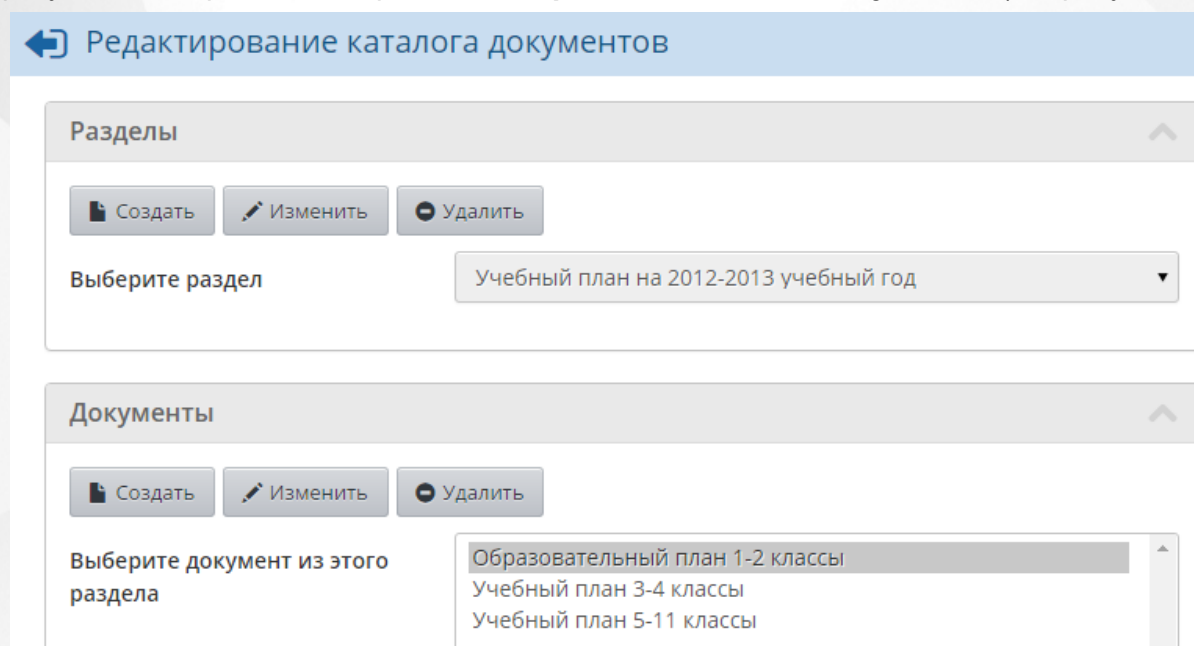 Редактирование каталога документов
Разделы
Создать Изменить Удалить
Выберите раздел Учебный план на 2012-2013 учебный год
Документы
Создать Изменить Удалить
Выберите документ из этого раздела
Образовательный план 1-2 классы
Учебный план 3-4 классы
Учебный план 5-11 классы